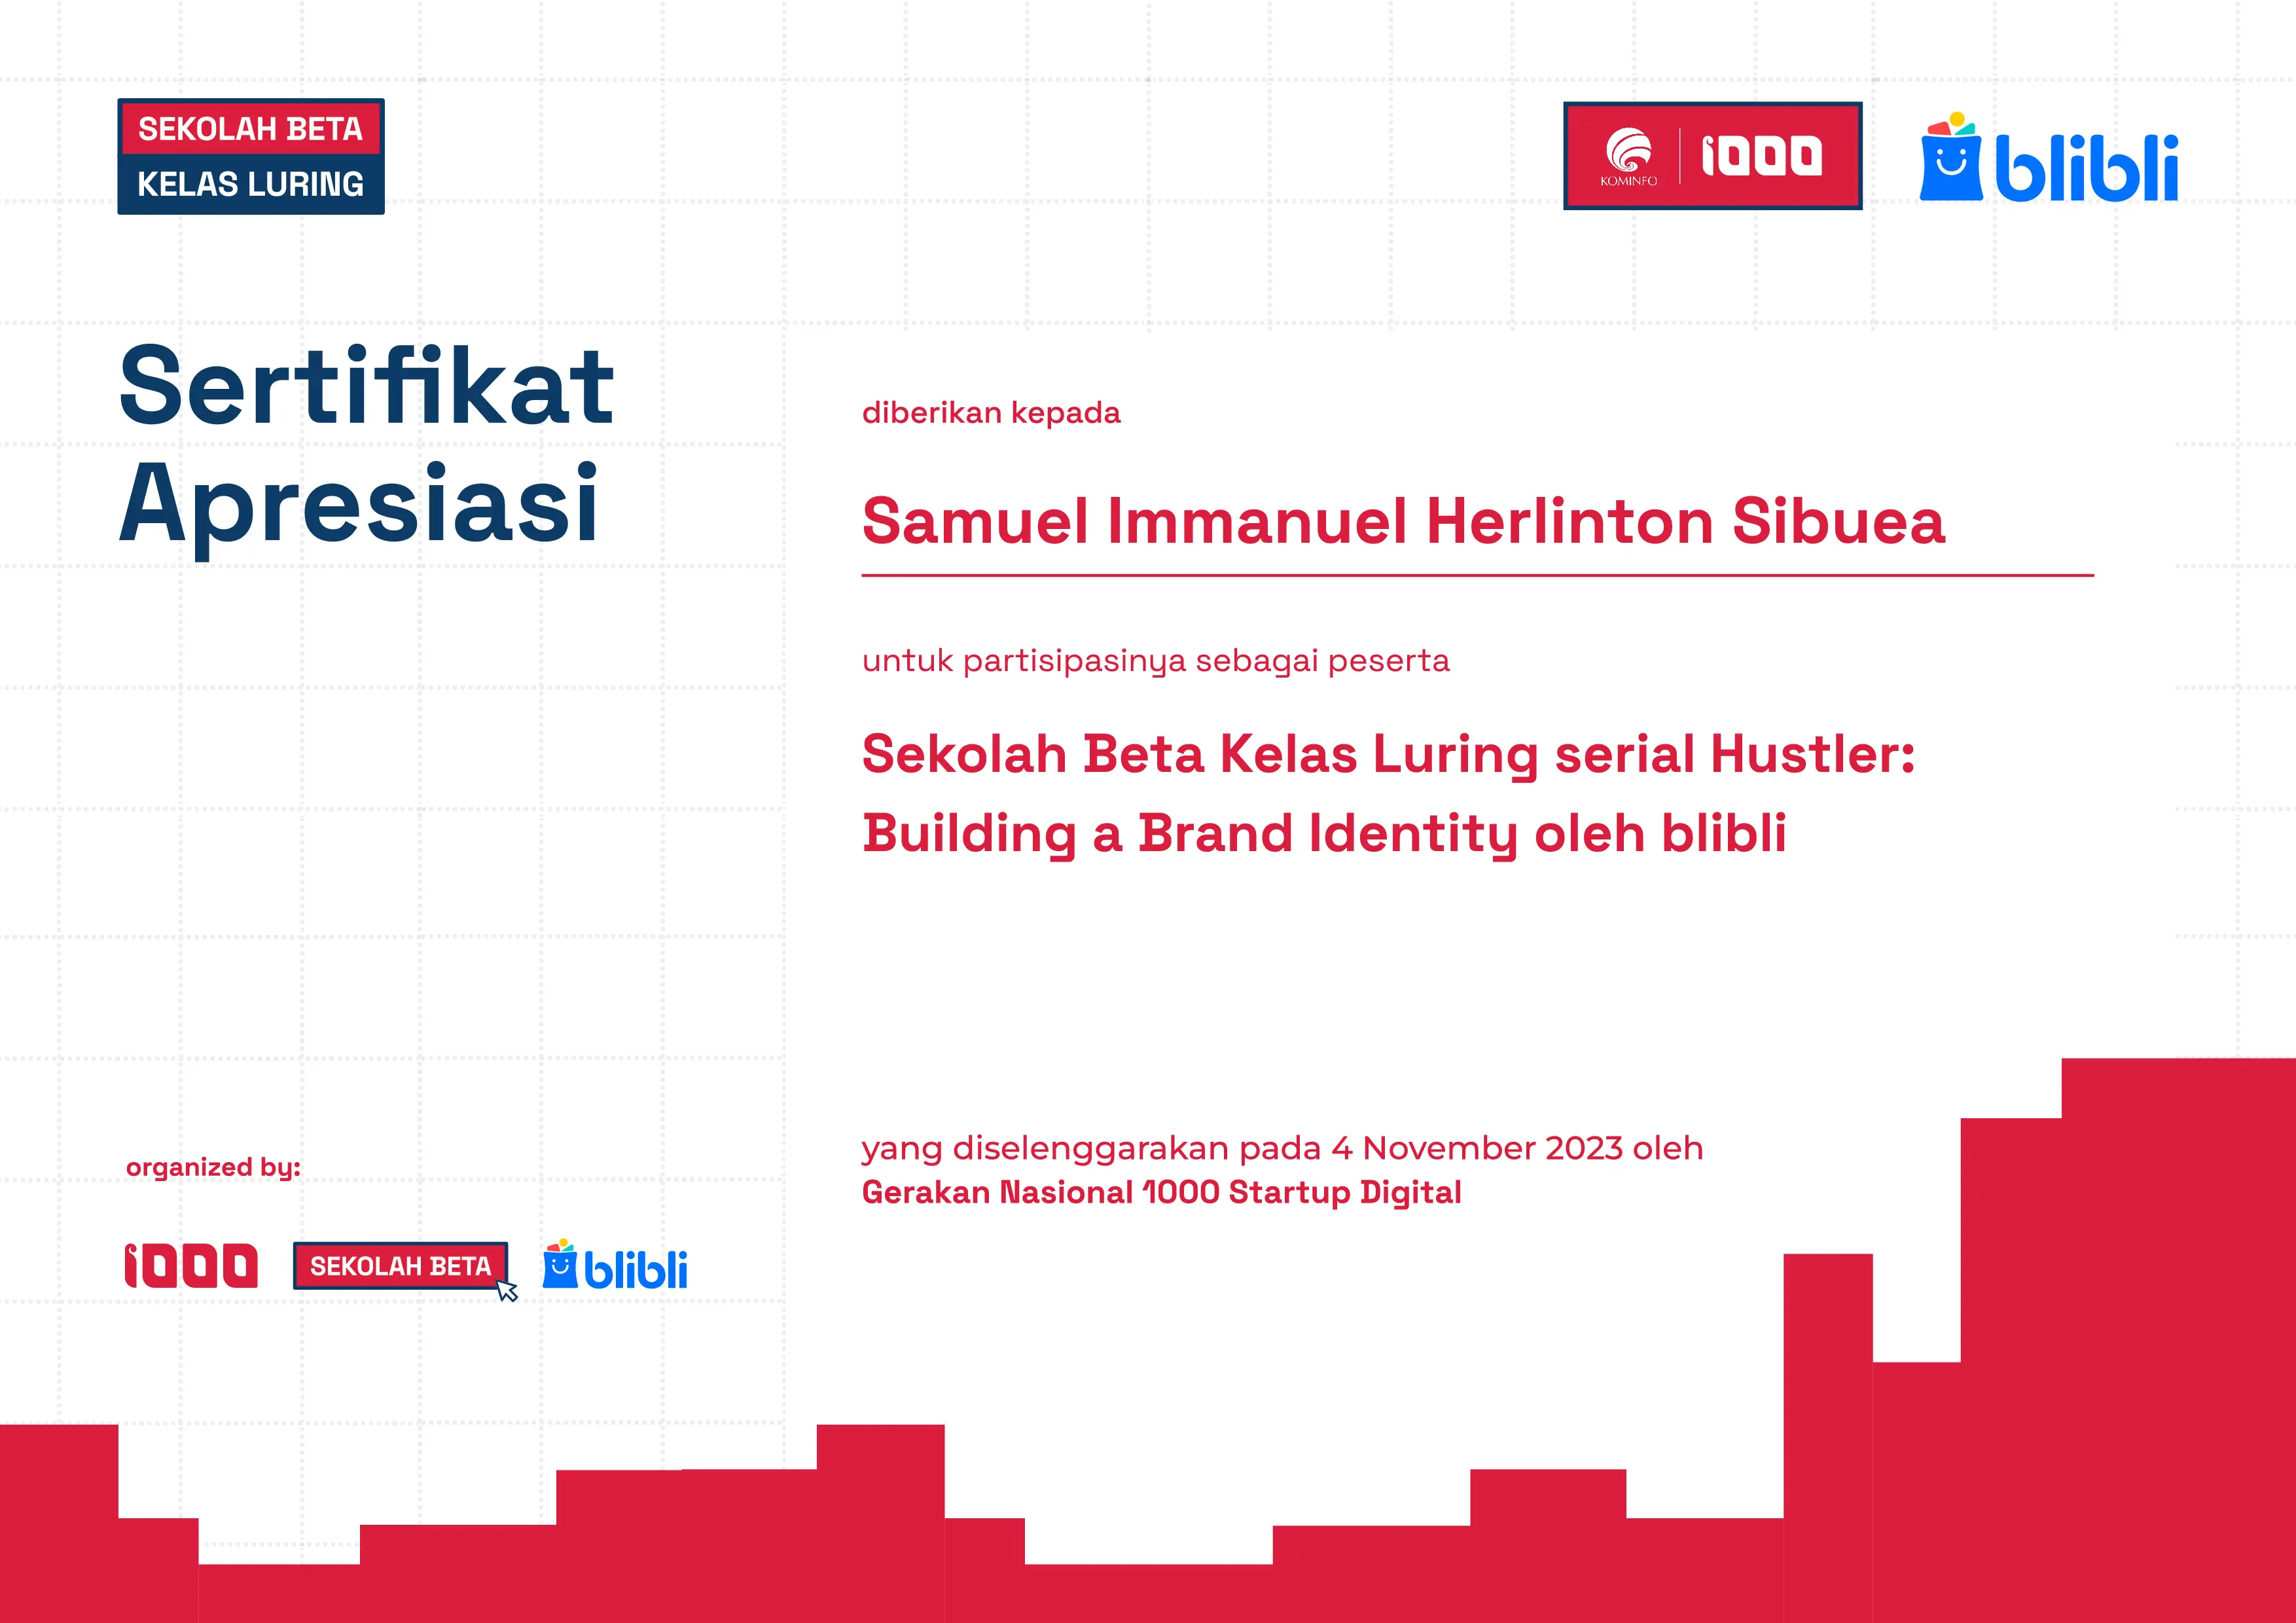 SEKOLAH BETA
KELAS LURING
KOMINFO
1000
blibli
Sertifikat
Apresiasi
diberikan kepada
Samuel Immanuel Herlinton Sibuea
untuk partisipasinya sebagai peserta
Sekolah Beta Kelas Luring serial Hustler:
Building a Brand Identity oleh blibli
yang diselenggarakan pada 4 November 2023 oleh
Gerakan Nasional 1000 Startup Digital
organized by:
1000
SEKOLAH BETA
blibli